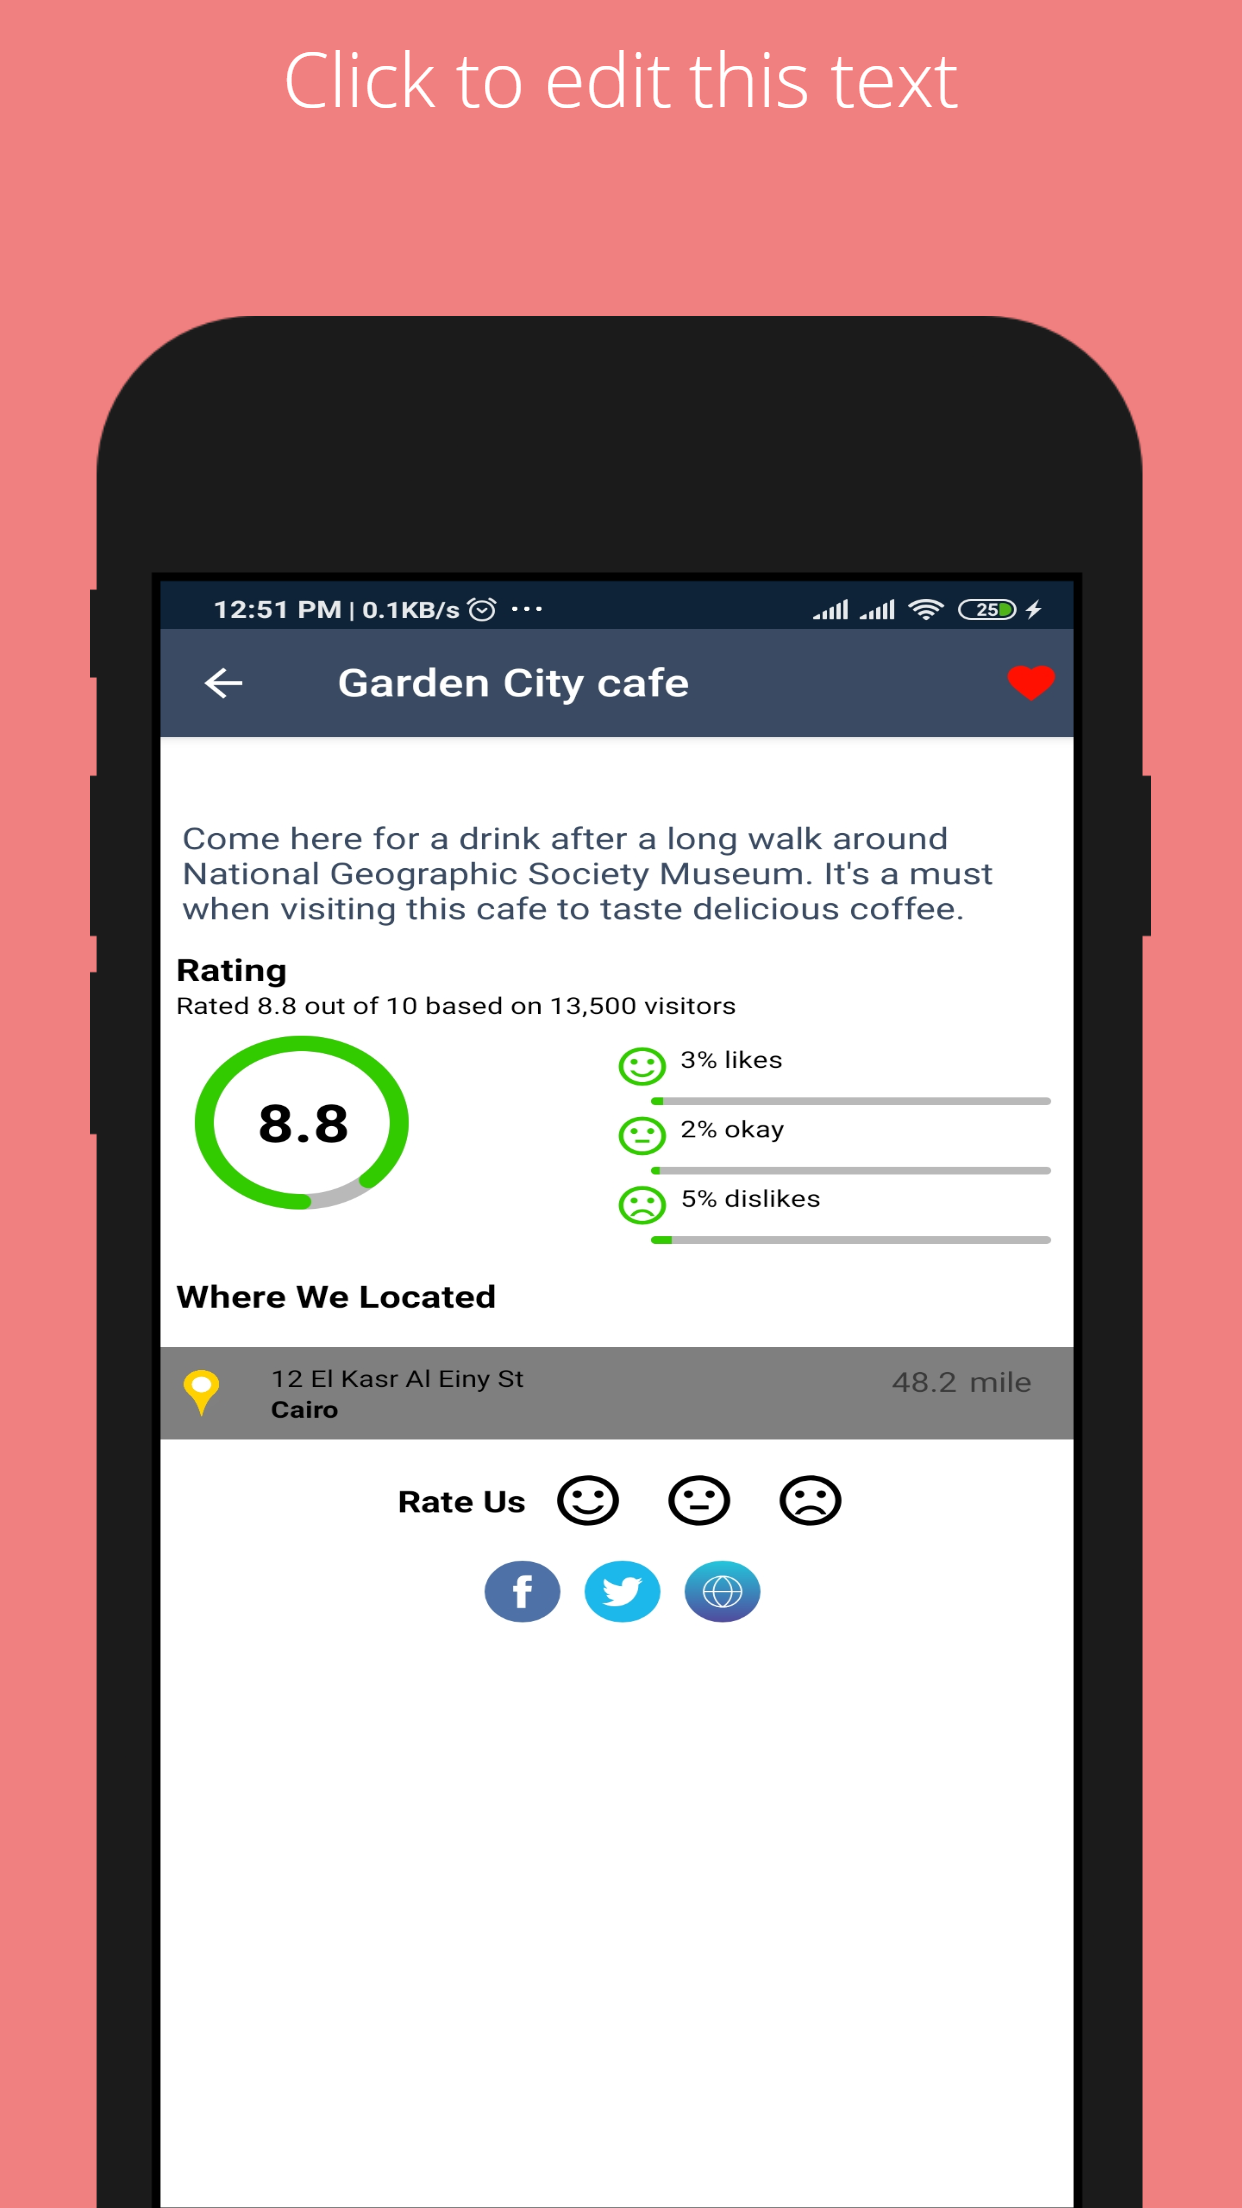 Click to edit this text
12:51 PM | 0.1KB/s ... 25
Garden City cafe
Come here for a drink after a long walk around
National Geographic Society Museum. It's a must
when visiting this cafe to taste delicious coffee.
Rating
Rated 8.8 out of 10 based on 13,500 visitors
8.8
3% likes
2% okay
5% dislikes
Where We Located
12 El Kasr Al Einy St
48.2 mile
Cairo
Rate Us
f